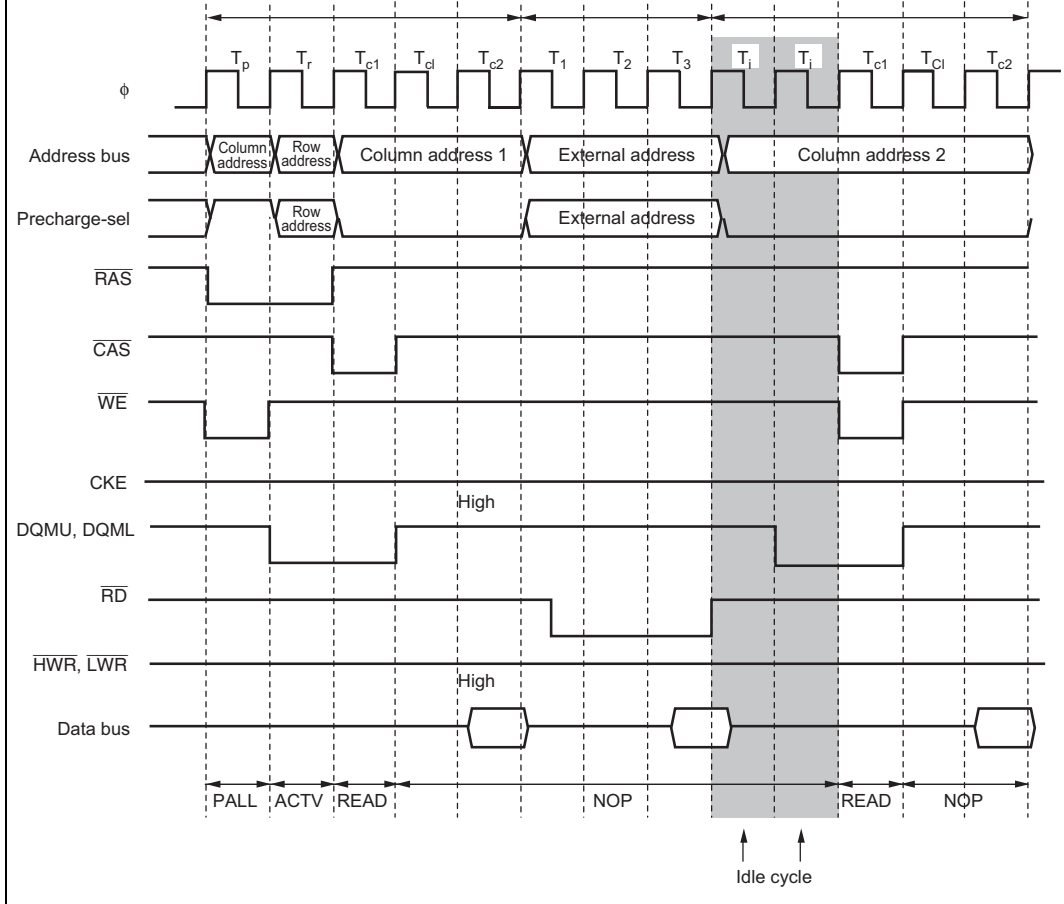 Tp Tr Tc1 Tcl Tc2 T1 T2 T3 Ti Ti Tc1 TCl Tc2
ϕ
Address bus
Column address
Row address
Column address 1
External address
Column address 2
Precharge-sel
Row address
External address
RAS
CAS
WE
CKE
High
DQMU, DQML
RD
HWR, LWR
High
Data bus
PALL ACTV READ NOP READ NOP
Idle cycle